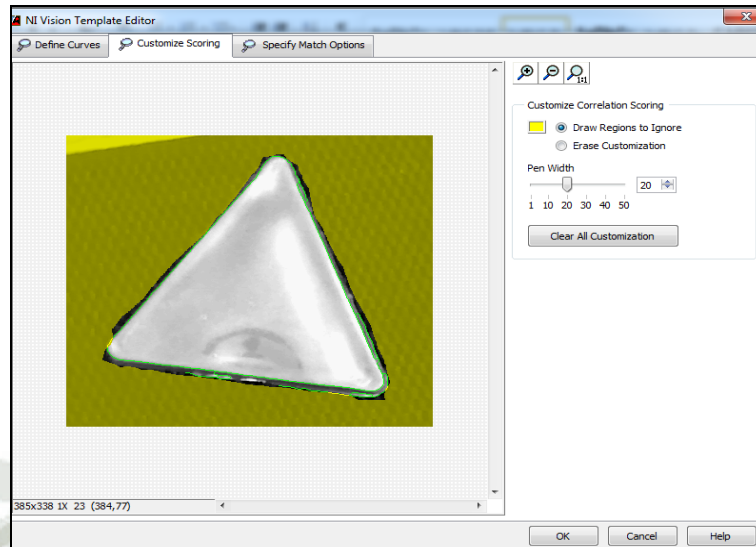 NI Vision Template Editor
Define Curves Customize Scoring Specify Match Options
1:1
Customize Correlation Scoring
Draw Regions to Ignore
Erase Customization
Pen Width
20
1 10 20 30 40 50
Clear All Customization
385x338 1X 23 (384,77)
OK Cancel Help